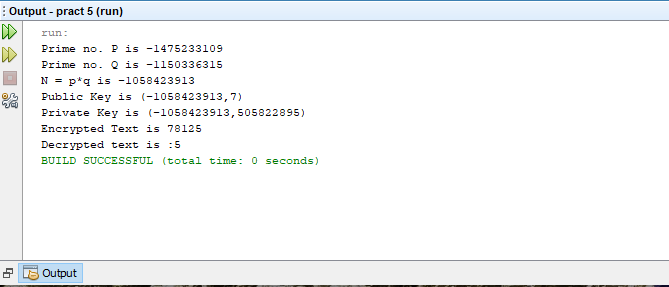 Output - pract 5 (run)
run:
Prime no. P is -1475233109
Prime no. Q is -1150336315
N = p*q is -1058423913
Public Key is (-1058423913,7)
Private Key is (-1058423913,505822895)
Encrypted Text is 78125
Decrypted text is :5
BUILD SUCCESSFUL (total time: 0 seconds)
Output